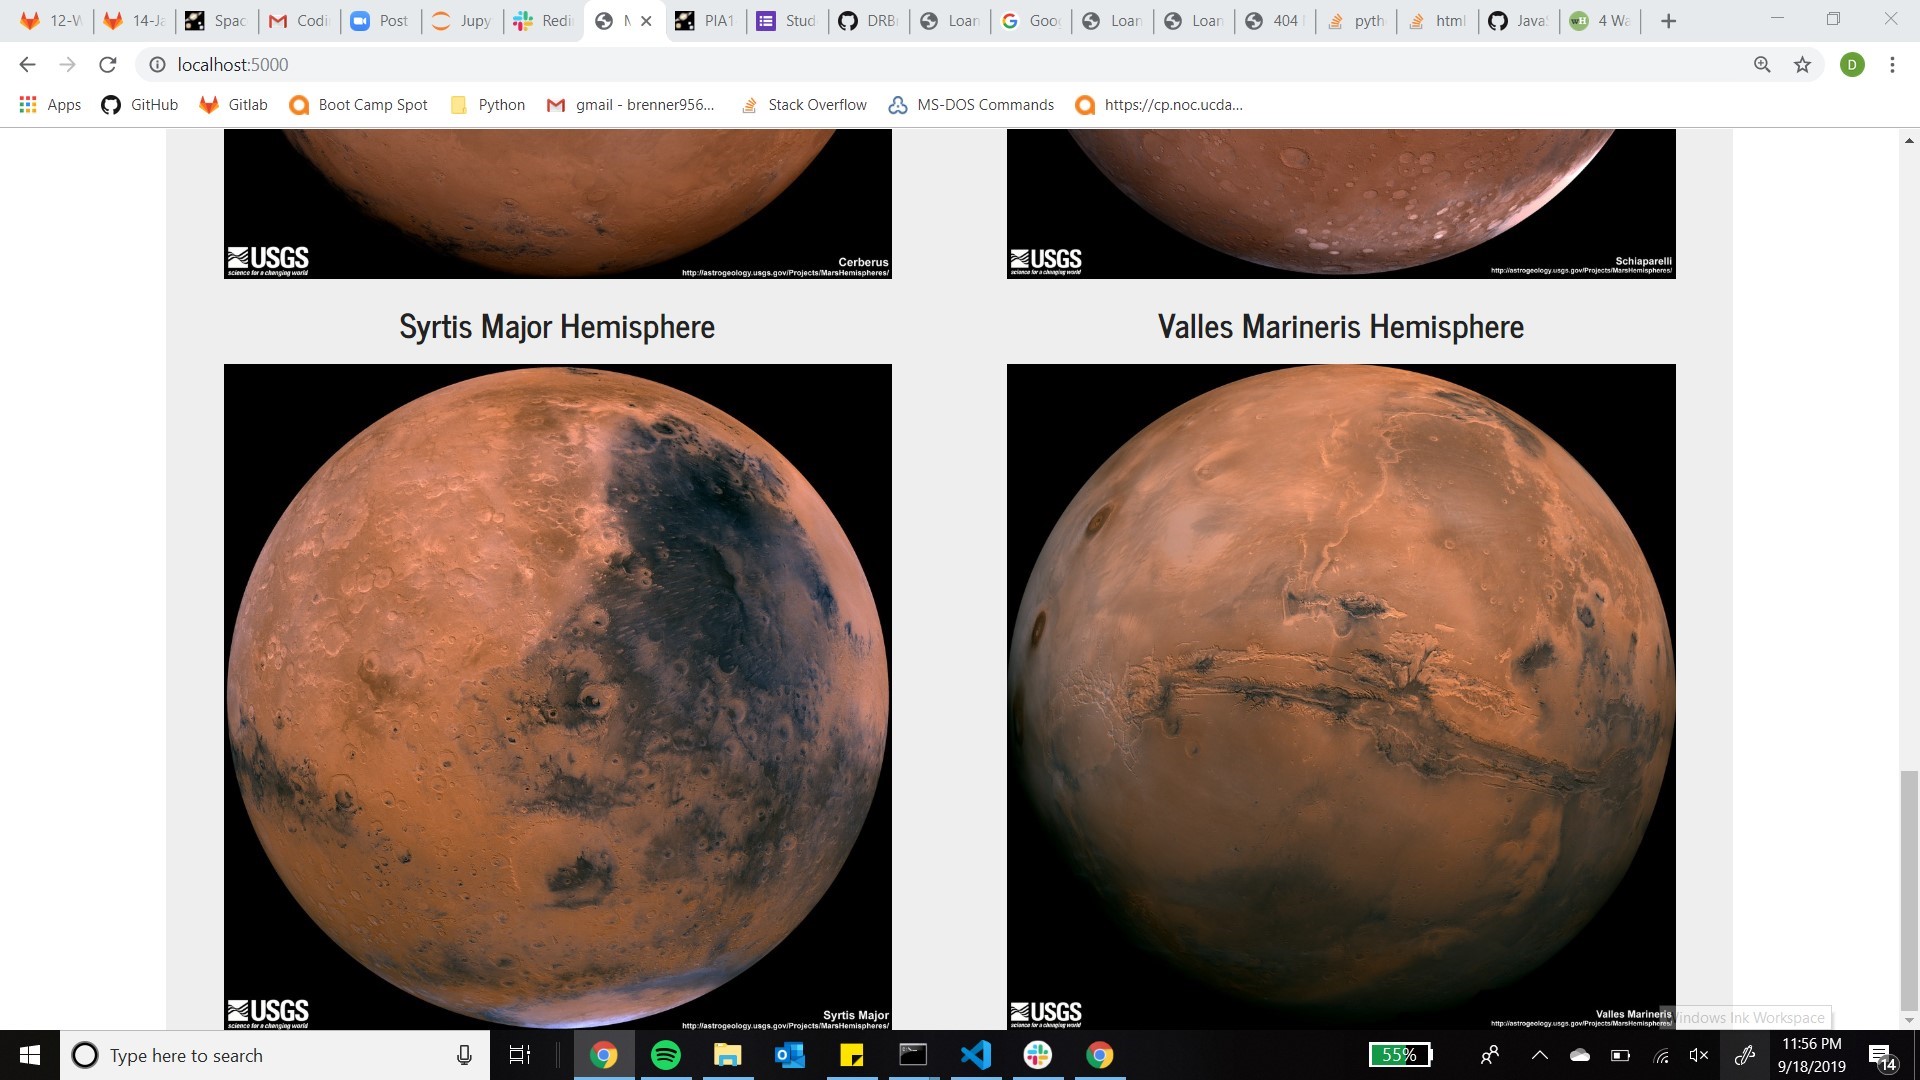 12-W 14-Ja Spac Codi Post Jupy Redi M PIA1 Stud DRBr Loan Goo Loan Loan 404 pyth html Java 4 Wa
localhost:5000
D
Apps GitHub Gitlab Boot Camp Spot Python gmail - brenner956... Stack Overflow MS-DOS Commands https://cp.noc.ucda...
USGS
science for a changing world
Cerberus
http://astrogeology.usgs.gov/Projects/MarsHemispheres/
USGS
science for a changing world
Schiaparelli
http://astrogeology.usgs.gov/Projects/MarsHemispheres/
Syrtis Major Hemisphere
Valles Marineris Hemisphere
USGS
science for a changing world
Syrtis Major
http://astrogeology.usgs.gov/Projects/MarsHemispheres/
USGS
science for a changing world
Valles Marineris
http://astrogeology.usgs.gov/Projects/MarsHemispheres/
indows Ink Workspace
Type here to search
55%
11:56 PM
9/18/2019
14